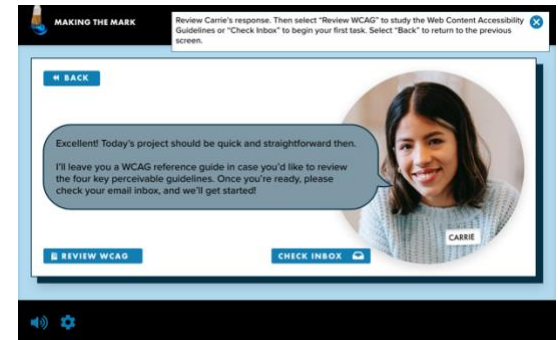 MAKING THE MARK
Review Carrie's response. Then select "Review WCAG" to study the Web Content Accessibility
Guidelines or "Check Inbox" to begin your first task. Select "Back" to return to the previous
screen.
BACK
Excellent! Today's project should be quick and straightforward then.
I'll leave you a WCAG reference guide in case you'd like to review
the four key perceivable guidelines. Once you're ready, please
check your email inbox, and we'll get started!
CARRIE
REVIEW WCAG
CHECK INBOX